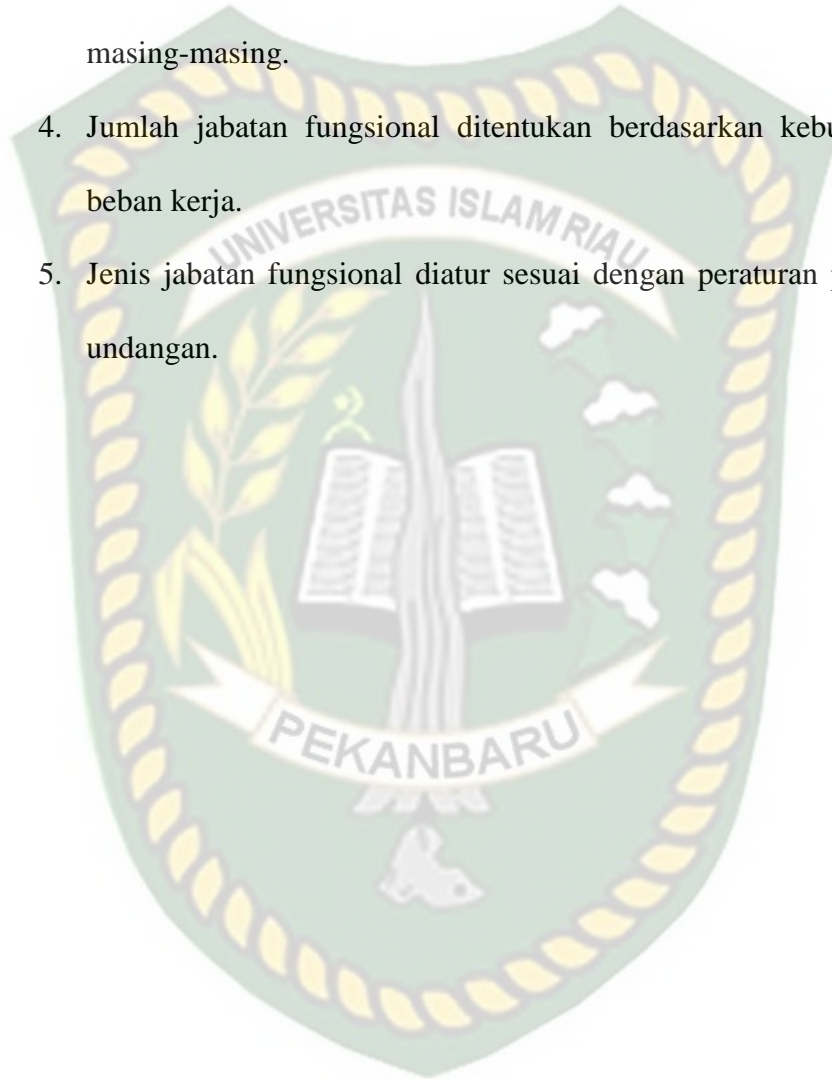 masing-masing.
4. Jumlah jabatan fungsional ditentukan berdasarkan
beban kerja.
UNIVERSITAS ISLAM RIAU
5. Jenis jabatan fungsional diatur sesuai dengan peraturan
undangan.
PEKANBARU